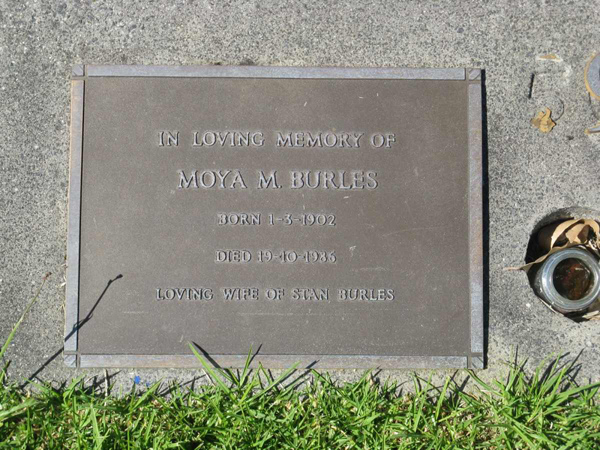 IN LOVING MEMORY OF
MOYA M. BURLES
BORN 1-3-1902
DIED 19-10-1986
LOVING WIFE OF STAN BURLES